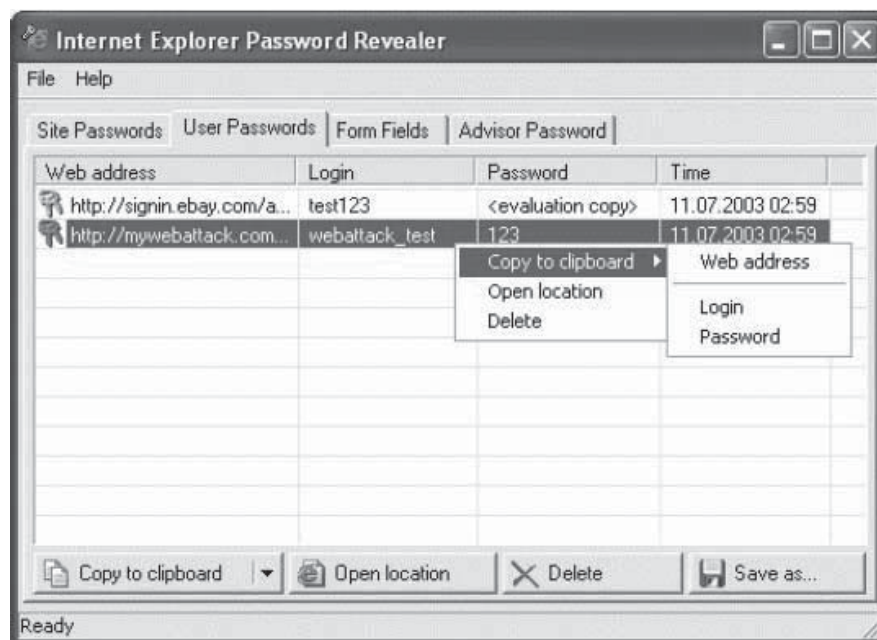 Internet Explorer Password Revealer
File Help
Site Passwords User Passwords Form Fields Advisor Password
Web address Login Password Time
http://signin.ebay.com/a... test123 <evaluation copy> 11.07.2003 02:59
http://mywebattack.com... webattack_test 123 11.07.2003 02:59
Copy to clipboard Web address
Open location
Login
Delete
Password
Copy to clipboard Open location Delete Save as...
Ready